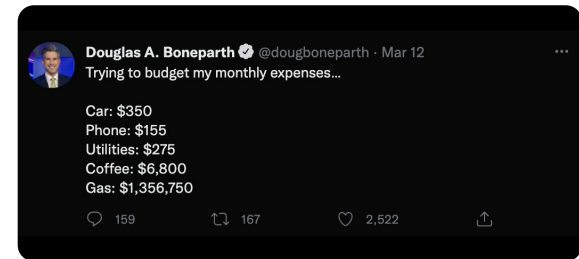 Douglas A. Boneparth @dougboneparth · Mar 12
Trying to budget my monthly expenses...
Car: $350
Phone: $155
Utilities: $275
Coffee: $6,800
Gas: $1,356,750
159 167 2,522